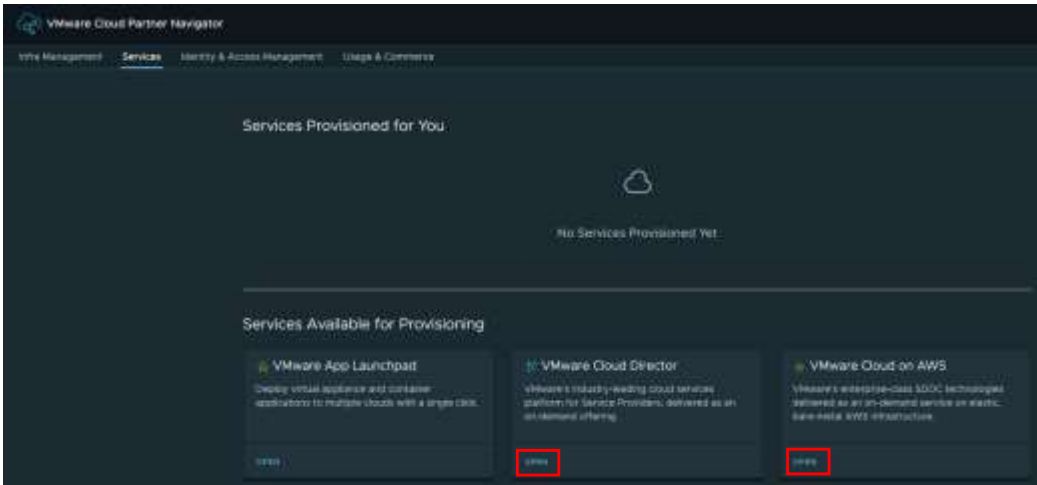 VMware Cloud Partner Navigator
Infra Management Services Identity & Access Management Usage & Commerce
Services Provisioned for You
No Services Provisioned Yet
Services Available for Provisioning
VMware App Launchpad
Deploy virtual appliance and container
applications to multiple clouds with a single click.
OPEN
VMware Cloud Director
VMware's industry-leading cloud services
platform for Service Providers, delivered as an
on-demand offering.
OPEN
VMware Cloud on AWS
VMware's enterprise-class SDDC technologies
delivered as an on-demand service on elastic,
bare-metal AWS infrastructure.
OPEN